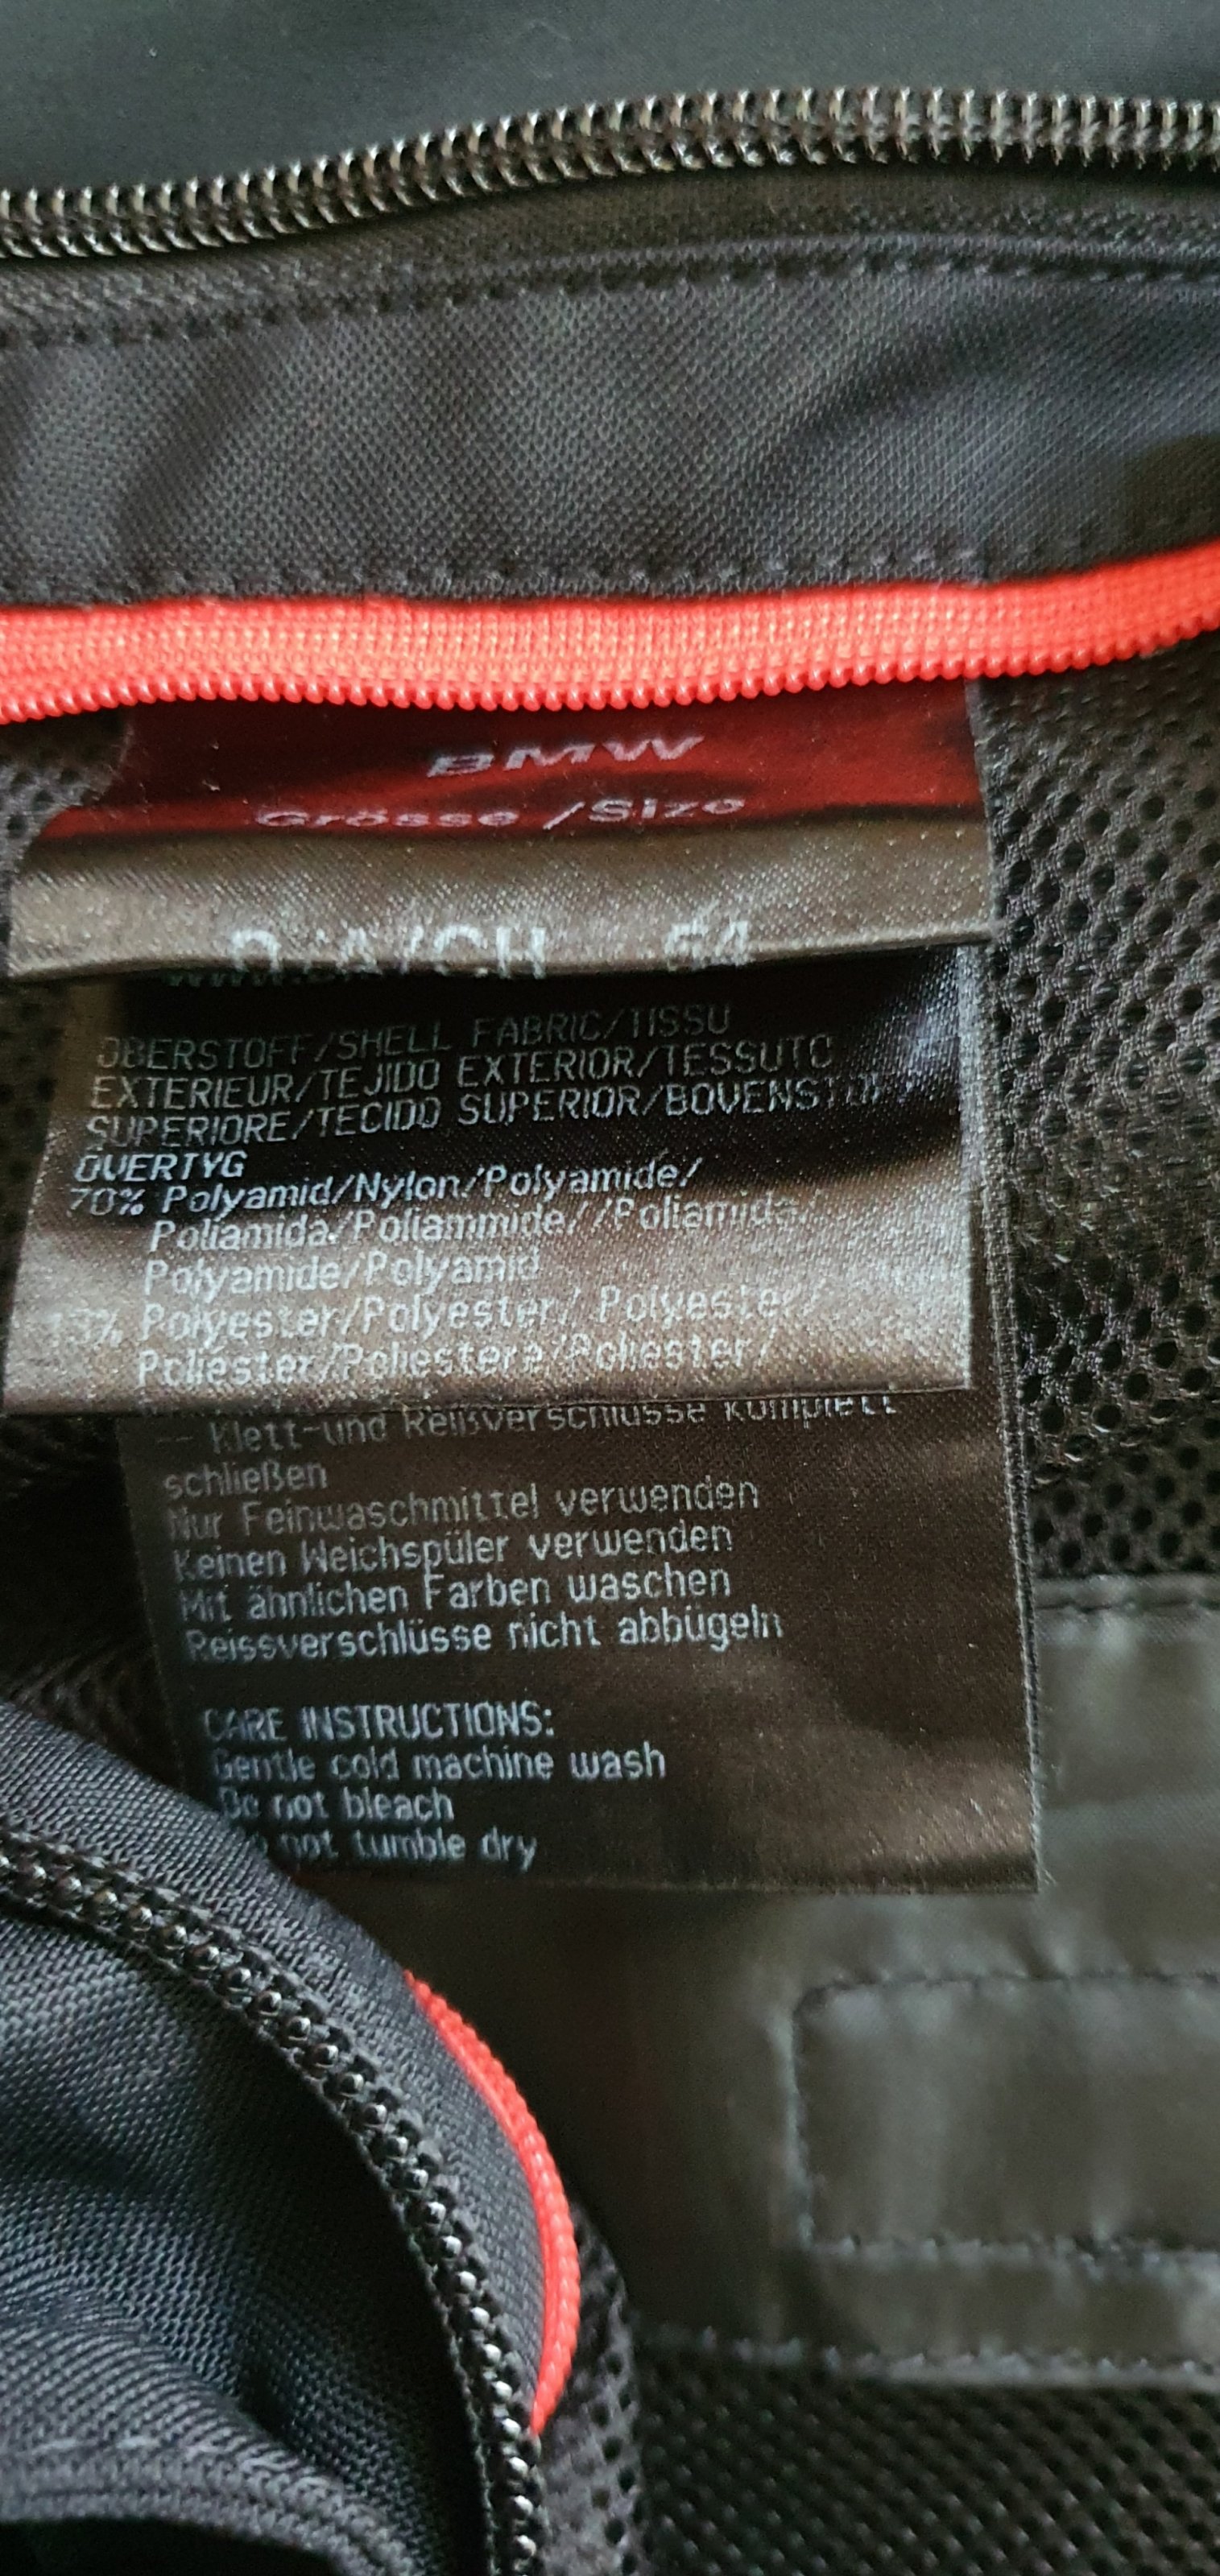 BMW
Grösse /Size
D/A/CH 54
OBERSTOFF/SHELL FABRIC/TISSU
EXTERIEUR/TEJIDO EXTERIOR/TESSUTO
SUPERIORE/TECIDO SUPERIOR/BOVENSTOF
ÖVERTYG
70% Polyamid/Nylon/Polyamide/
Poliamida/Poliammide//Poliamida/
Polyamide/Polyamid
13% Polyester/Polyester/ Polyester/
Poliester/Poliestere/Poliester/
-- Klett-und Reißverschlüsse komplett
schließen
Nur Feinwaschmittel verwenden
Keinen Weichspüler verwenden
Mit ähnlichen Farben waschen
Reissverschlüsse nicht abbügeln
CARE INSTRUCTIONS:
Gentle cold machine wash
Do not bleach
not tumble dry